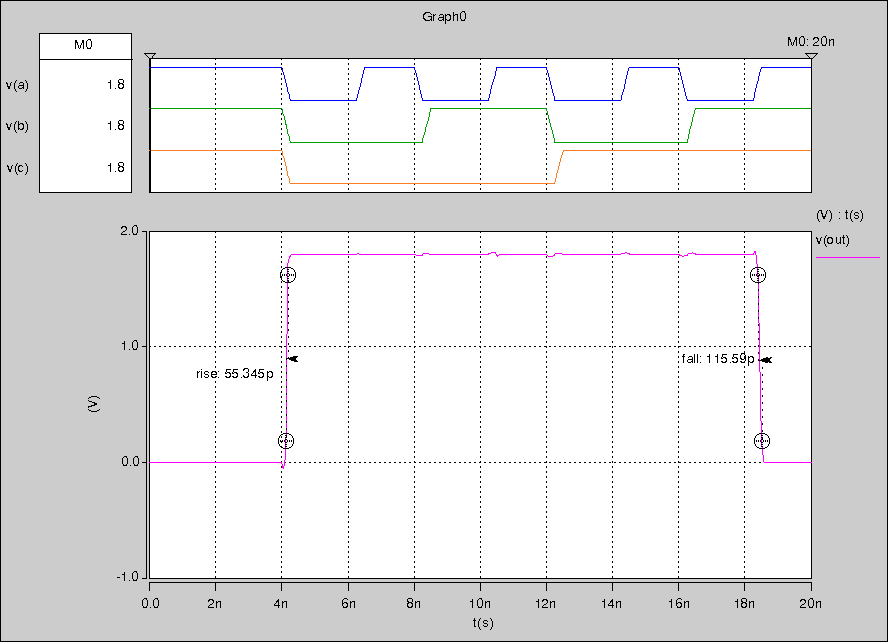 Graph0
M0
M0: 20n
v(a) 1.8
v(b) 1.8
v(c) 1.8
(V) : t(s)
v(out)
2.0
1.0
0.0
-1.0
(V)
rise: 55.345p
fall: 115.59p
0.0 2n 4n 6n 8n 10n 12n 14n 16n 18n 20n
t(s)